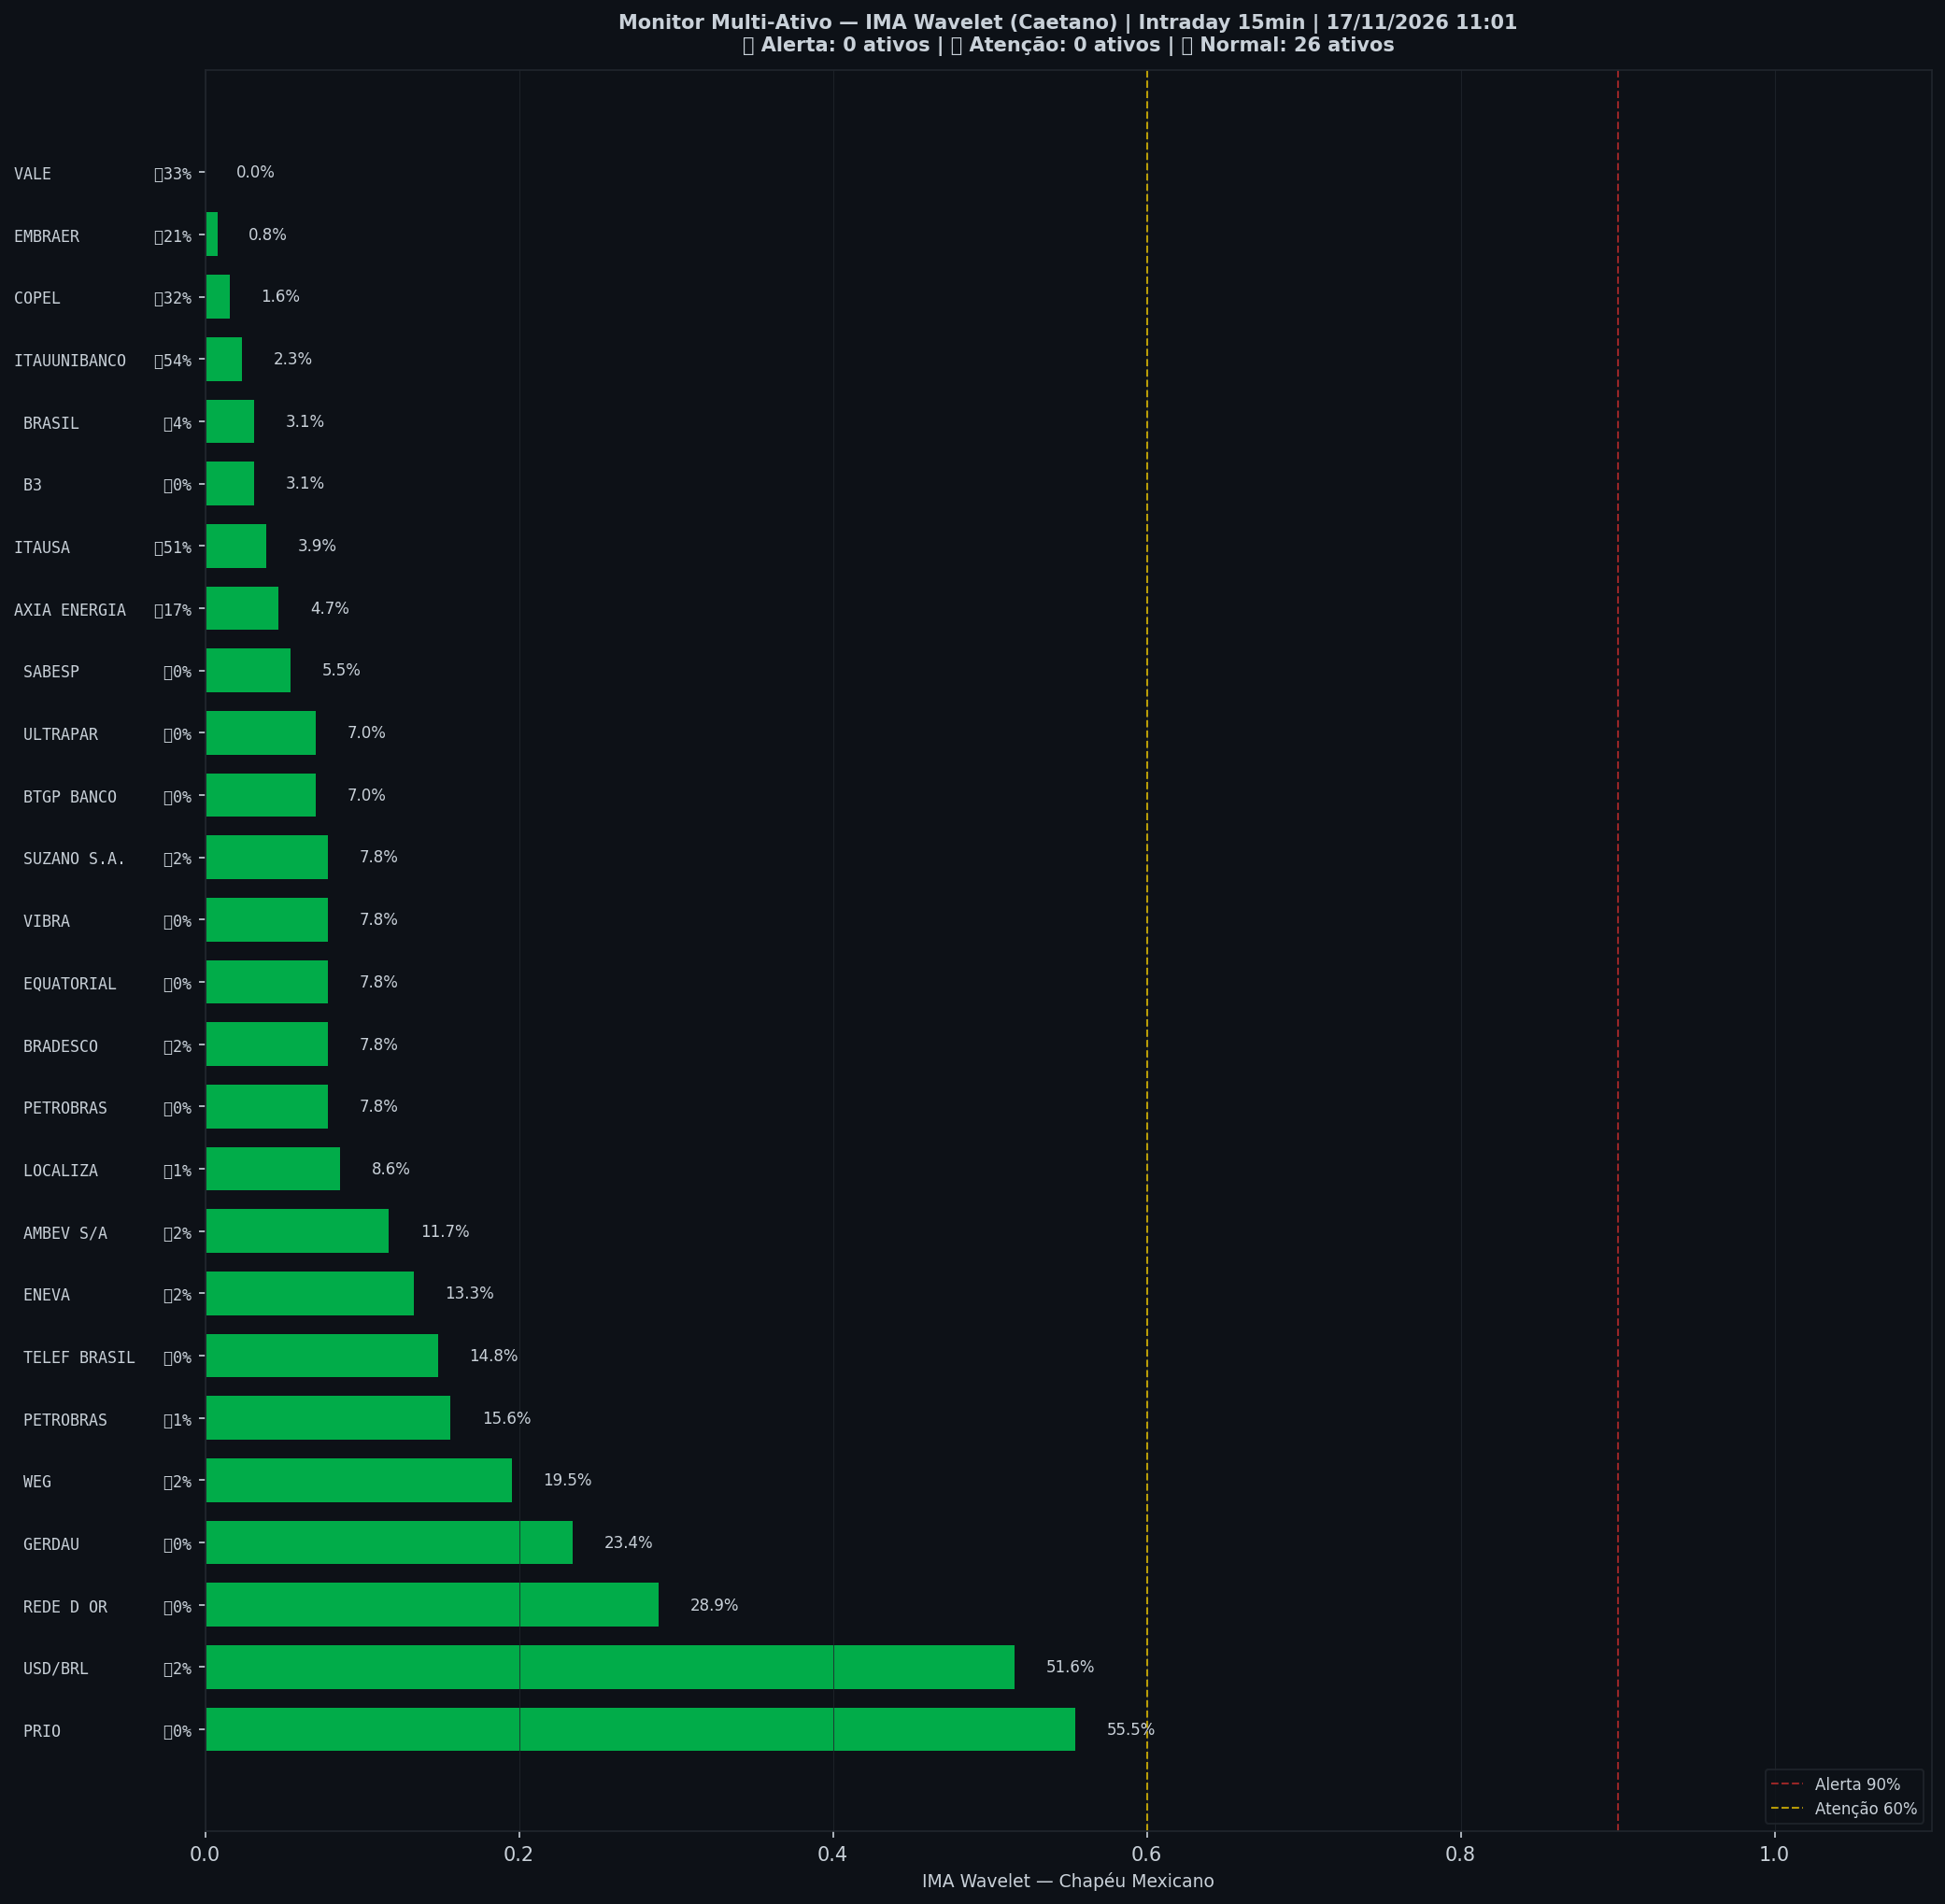 Monitor Multi-Ativo — IMA Wavelet (Caetano) | Intraday 15min | 17/11/2026 11:01
▯ Alerta: 0 ativos | ▯ Atenção: 0 ativos | ▯ Normal: 26 ativos
VALE ▯33% 0.0%
EMBRAER ▯21% 0.8%
COPEL ▯32% 1.6%
ITAUUNIBANCO ▯54% 2.3%
BRASIL ▯4% 3.1%
B3 ▯0% 3.1%
ITAUSA ▯51% 3.9%
AXIA ENERGIA ▯17% 4.7%
SABESP ▯0% 5.5%
ULTRAPAR ▯0% 7.0%
BTGP BANCO ▯0% 7.0%
SUZANO S.A. ▯2% 7.8%
VIBRA ▯0% 7.8%
EQUATORIAL ▯0% 7.8%
BRADESCO ▯2% 7.8%
PETROBRAS ▯0% 7.8%
LOCALIZA ▯1% 8.6%
AMBEV S/A ▯2% 11.7%
ENEVA ▯2% 13.3%
TELEF BRASIL ▯0% 14.8%
PETROBRAS ▯1% 15.6%
WEG ▯2% 19.5%
GERDAU ▯0% 23.4%
REDE D OR ▯0% 28.9%
USD/BRL ▯2% 51.6%
PRIO ▯0% 55.5%
Alerta 90%
Atenção 60%
0.0 0.2 0.4 0.6 0.8 1.0
IMA Wavelet — Chapéu Mexicano